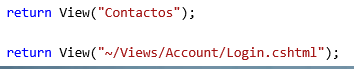 return View("Contactos");
return View("~/Views/Account/Login.cshtml");